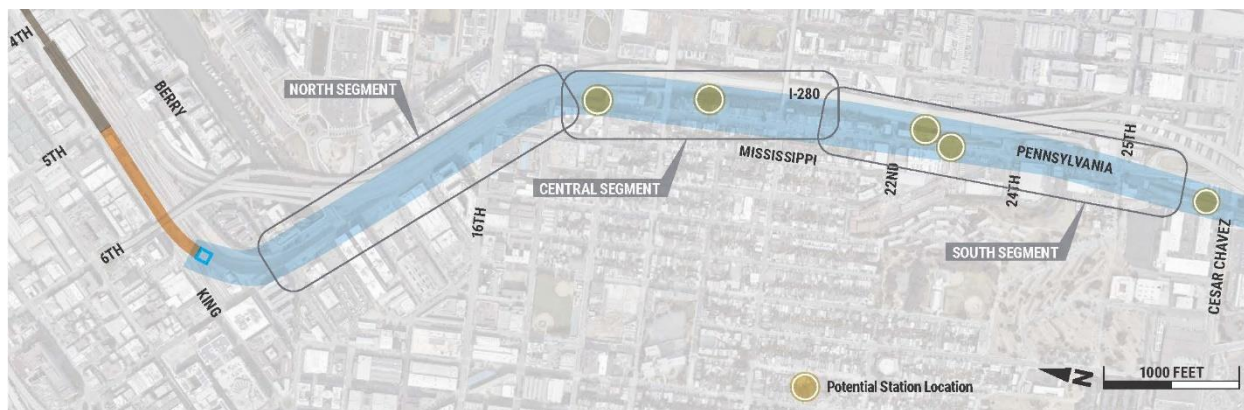 4TH
BERRY
5TH
6TH
KING
NORTH SEGMENT
16TH
CENTRAL SEGMENT
I-280
MISSISSIPPI
22ND
24TH
PENNSYLVANIA
25TH
SOUTH SEGMENT
CESAR CHAVEZ
Potential Station Location
N
1000 FEET